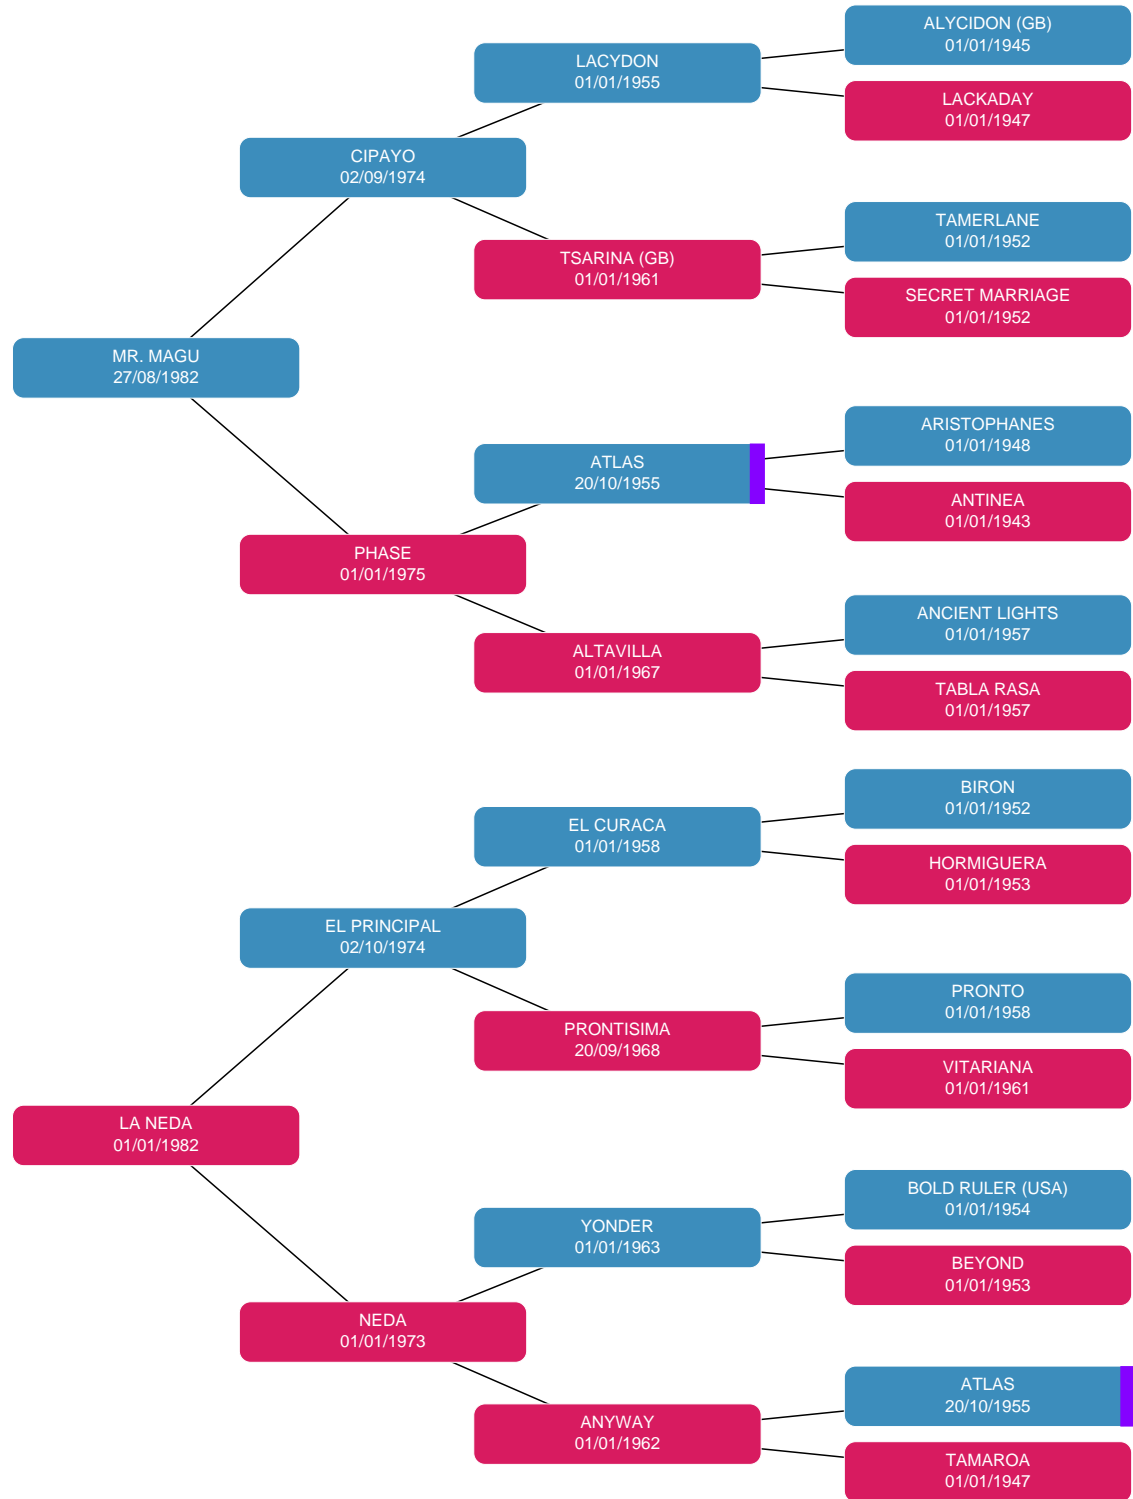 ALYCIDON (GB)
01/01/1945
LACYDON
01/01/1955
LACKADAY
01/01/1947
CIPAYO
02/09/1974
TAMERLANE
01/01/1952
TSARINA (GB)
01/01/1961
SECRET MARRIAGE
01/01/1952
MR. MAGU
27/08/1982
ARISTOPHANES
01/01/1948
ATLAS
20/10/1955
ANTINEA
01/01/1943
PHASE
01/01/1975
ANCIENT LIGHTS
01/01/1957
ALTAVILLA
01/01/1967
TABLA RASA
01/01/1957
BIRON
01/01/1952
EL CURACA
01/01/1958
HORMIGUERA
01/01/1953
EL PRINCIPAL
02/10/1974
PRONTO
01/01/1958
PRONTISIMA
20/09/1968
VITARIANA
01/01/1961
LA NEDA
01/01/1982
BOLD RULER (USA)
01/01/1954
YONDER
01/01/1963
BEYOND
01/01/1953
NEDA
01/01/1973
ATLAS
20/10/1955
ANYWAY
01/01/1962
TAMAROA
01/01/1947